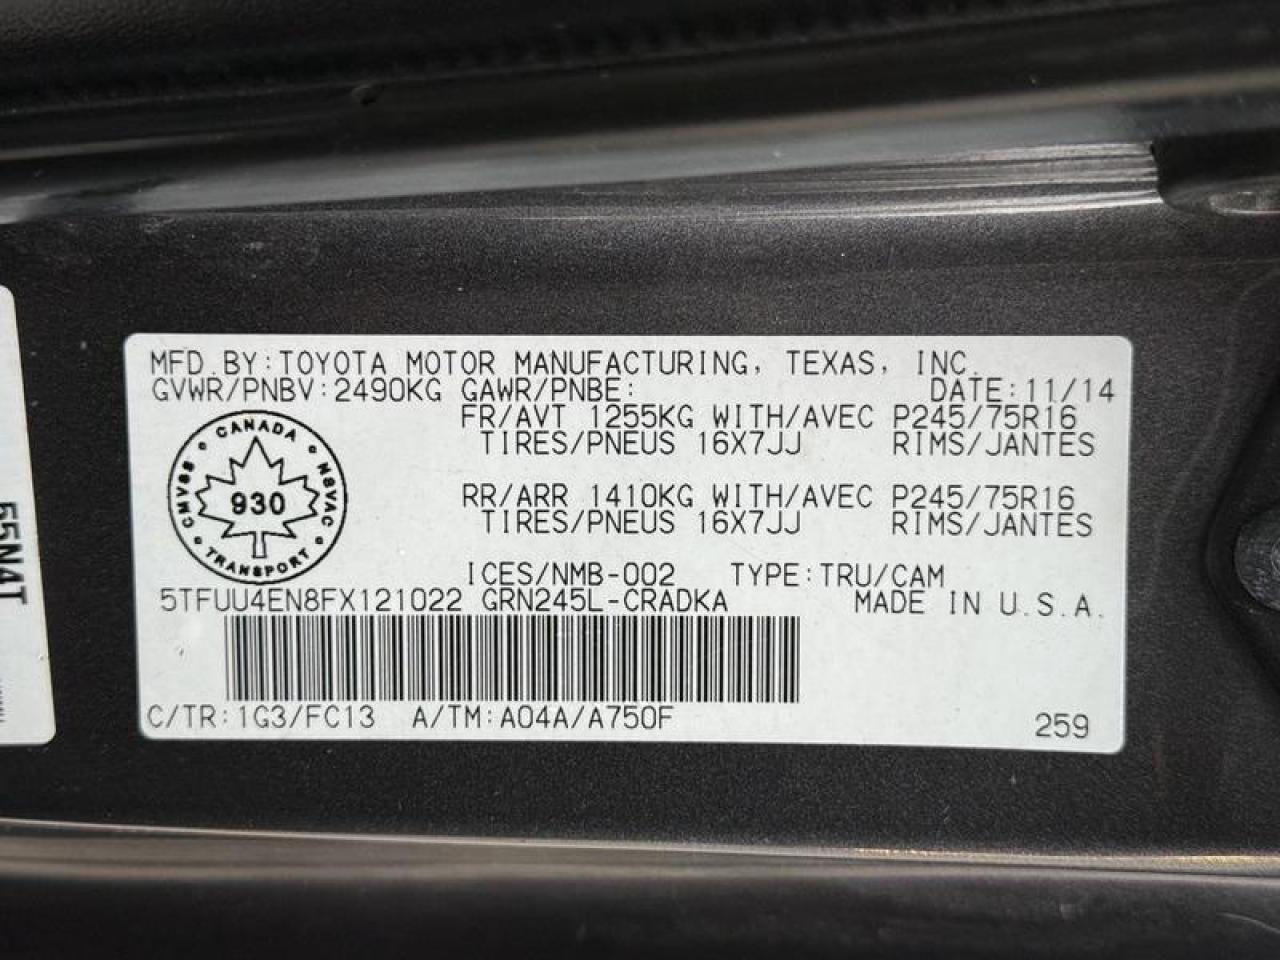 MFD.BY:TOYOTA MOTOR MANUFACTURING, TEXAS, INC.
GVWR/PNBV:2490KG GAWR/PNBE: DATE:11/14
FR/AVT 1255KG WITH/AVEC P245/75R16
TIRES/PNEUS 16X7JJ RIMS/JANTES
CANADA
CMVSS
930
NSVAC
TRANSPORT
RR/ARR 1410KG WITH/AVEC P245/75R16
TIRES/PNEUS 16X7JJ RIMS/JANTES
ICES/NMB-002 TYPE:TRU/CAM
5TFUU4EN8FX121022 GRN245L-CRADKA MADE IN U.S.A.
C/TR:1G3/FC13 A/TM:A04A/A750F
259